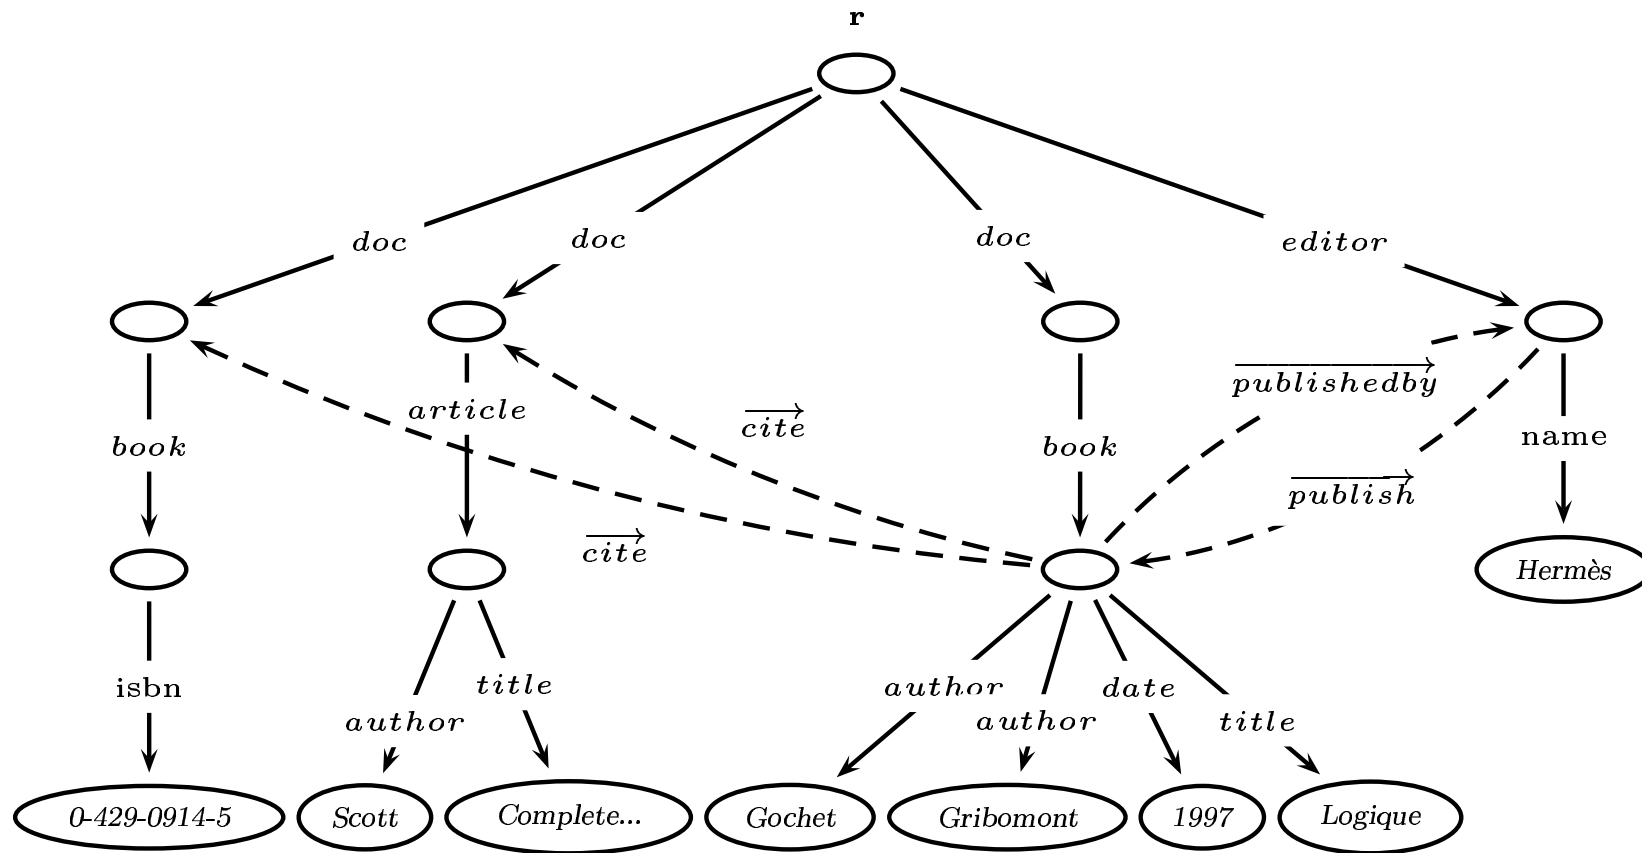 r
doc doc doc editor
publishedby
article cite
book book name
publish
cite
Hermès
isbn title author date
author author title
0-429-0914-5 Scott Complete... Gochet Gribomont 1997 Logique